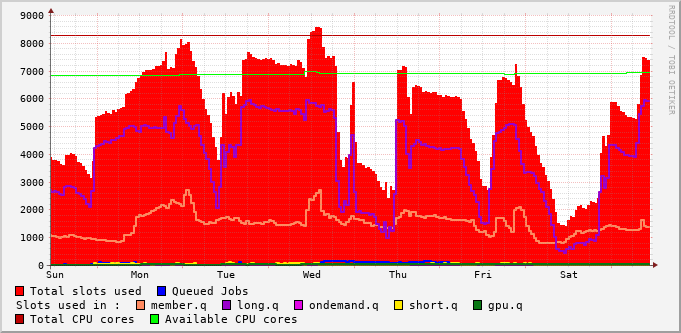 RRDTOOL / TOBI OETIKER
9000
8000
7000
6000
5000
4000
3000
2000
1000
0
Sun Mon Tue Wed Thu Fri Sat
Total slots used Queued Jobs
Slots used in : member.q long.q ondemand.q short.q gpu.q
Total CPU cores Available CPU cores